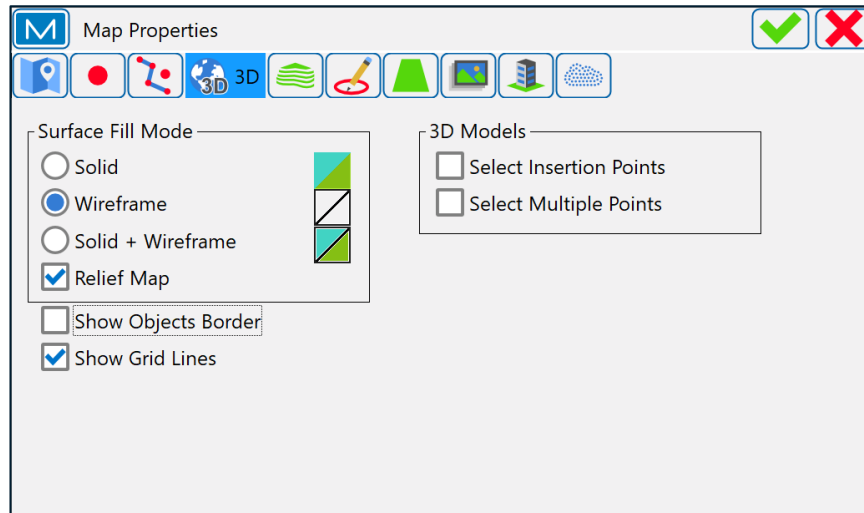 Map Properties
3D 3D
Surface Fill Mode
Solid
Wireframe
Solid + Wireframe
Relief Map
Show Objects Border
Show Grid Lines
3D Models
Select Insertion Points
Select Multiple Points